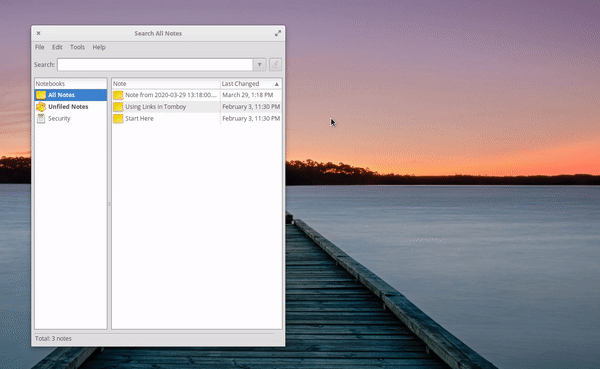 Search All Notes
File Edit Tools Help
Search:
Notebooks
All Notes
Unfiled Notes
Security
Note Last Changed
Note from 2020-03-29 13:18:00... March 29, 1:18 PM
Using Links in Tomboy February 3, 11:30 PM
Start Here February 3, 11:30 PM
Total: 3 notes